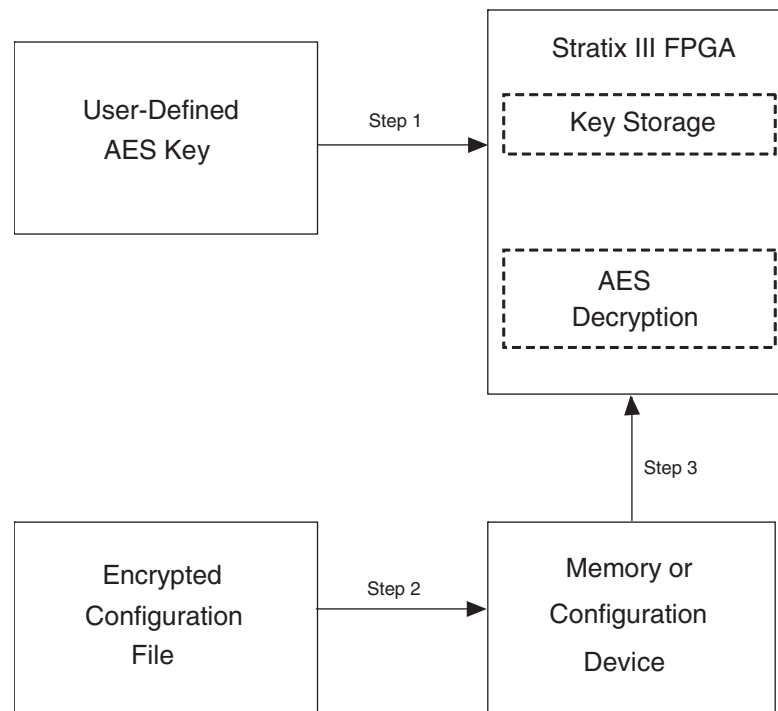 User-Defined
AES Key
Step 1
Stratix III FPGA
Key Storage
AES
Decryption
Step 3
Encrypted
Configuration
File
Step 2
Memory or
Configuration
Device